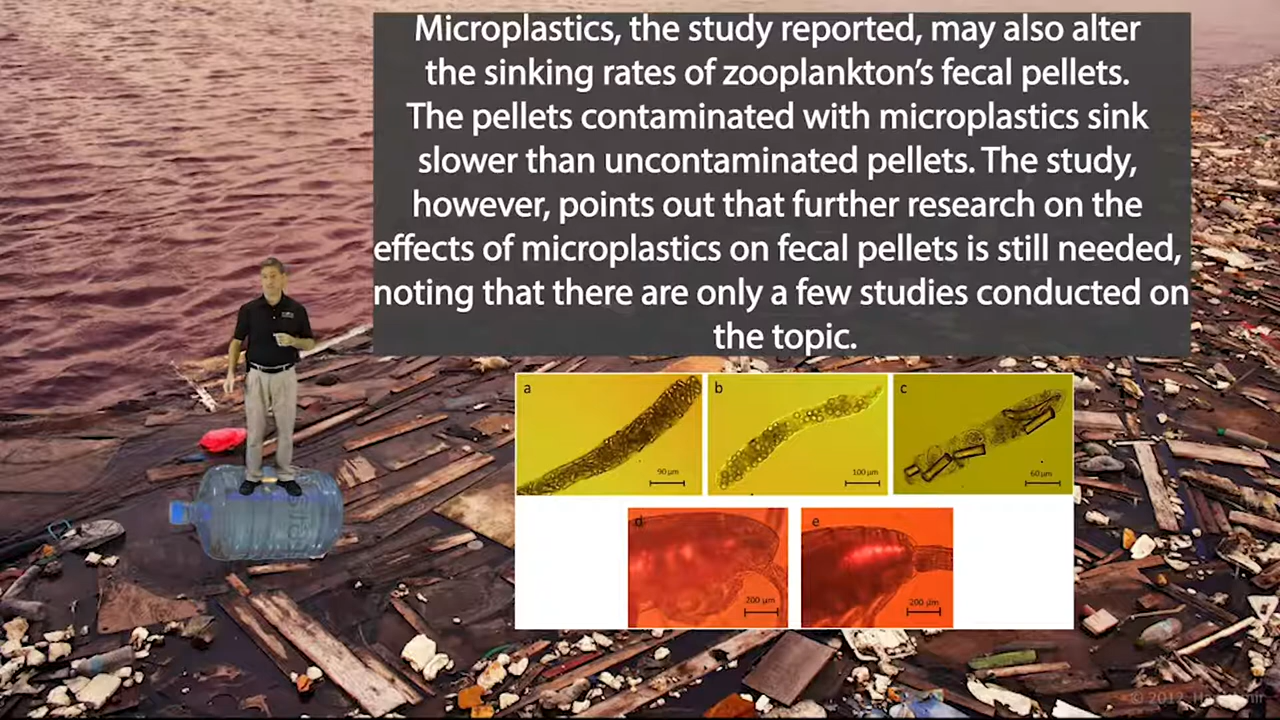 Microplastics, the study reported, may also alter
the sinking rates of zooplankton’s fecal pellets.
The pellets contaminated with microplastics sink
slower than uncontaminated pellets. The study,
however, points out that further research on the
effects of microplastics on fecal pellets is still needed,
noting that there are only a few studies conducted on
the topic.
a
b
c
90 µm
100 µm
60 µm
d
e
200 µm
200 µm
© 2012